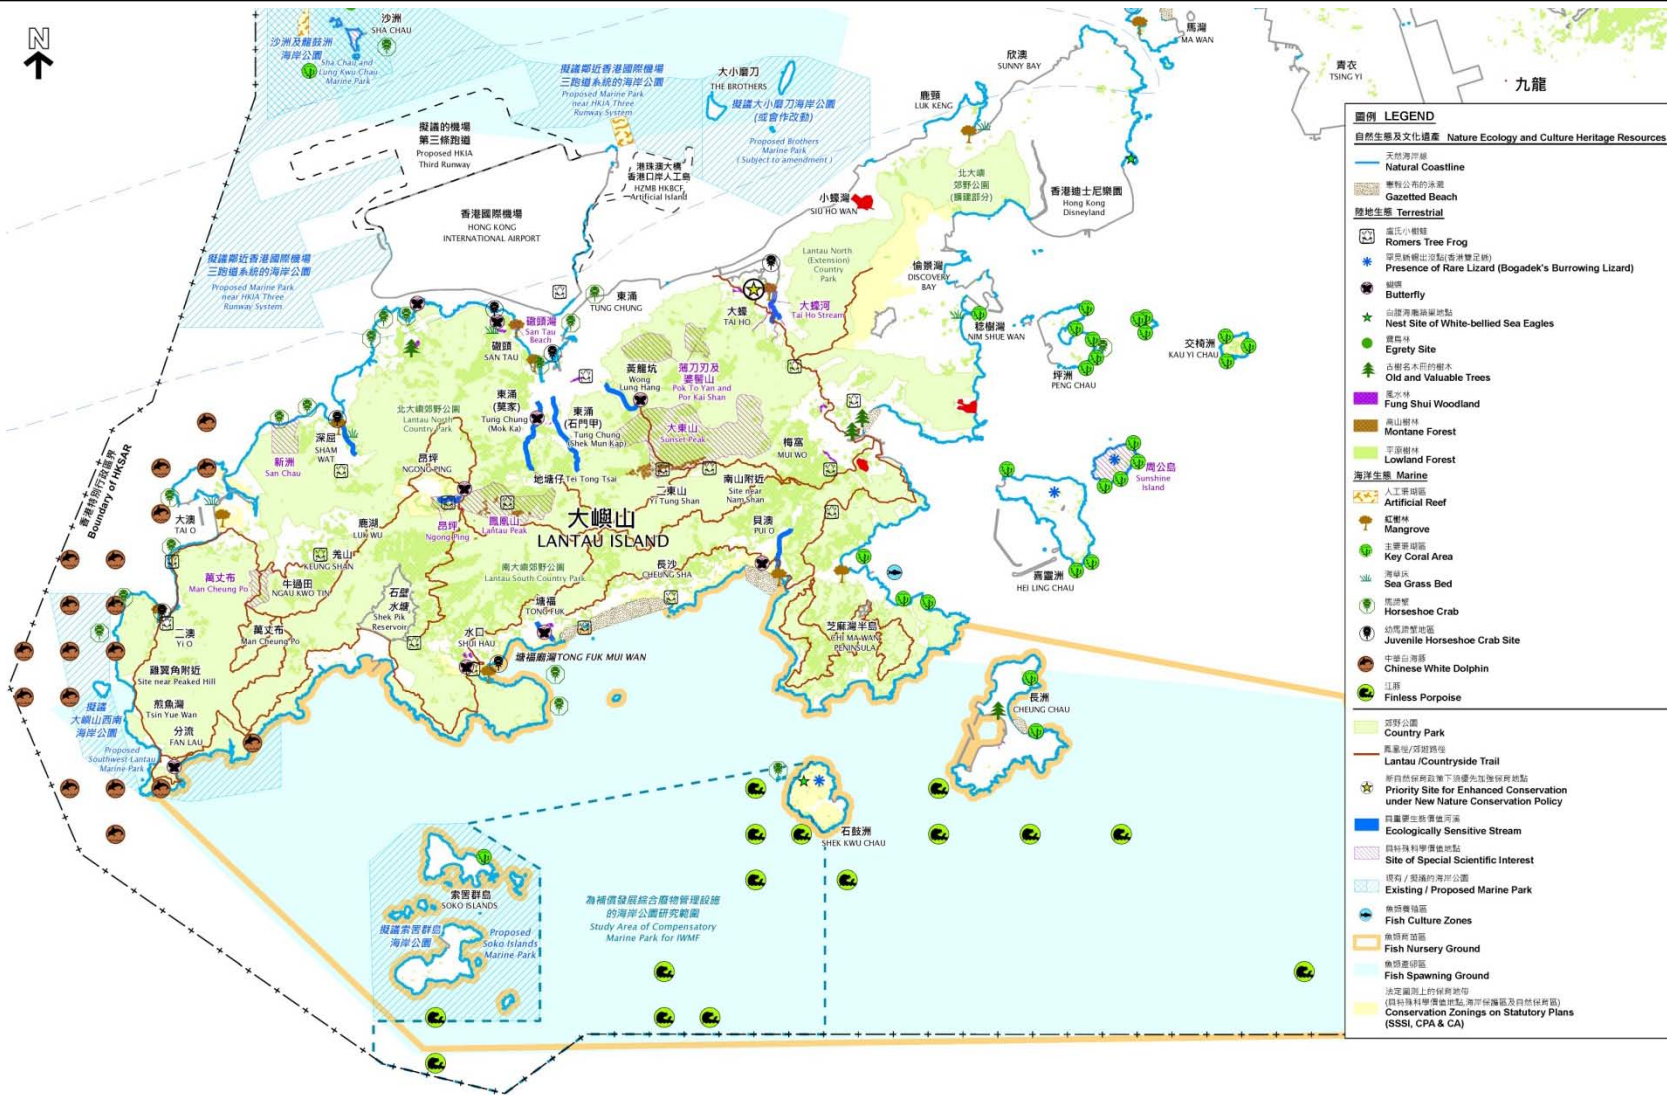 N
沙洲
SHA CHAU
沙洲及龍鼓洲
海岸公園
Sha Chau and
Lung Kwu Chau
Marine Park
擬議鄰近香港國際機場
三跑道系統的海岸公園
Proposed Marine Park
near HKIA Three
Runway System
大小磨刀
THE BROTHERS
擬議大小磨刀海岸公園
(或會作改動)
Proposed Brothers
Marine Park
( Subject to amendment )
欣澳
SUNNY BAY
馬灣
MA WAN
青衣
TSING YI
九龍
鹿頸
LUK KENG
擬議的機場
第三條跑道
Proposed HKIA
Third Runway
港珠澳大橋
香港口岸人工島
HZMB HKBCF
Artificial Island
香港國際機場
HONG KONG
INTERNATIONAL AIRPORT
小蠔灣
SIU HO WAN
北大嶼
郊野公園
(擴建部分)
Lantau North
(Extension)
Country
Park
香港迪士尼樂園
Hong Kong
Disneyland
擬議鄰近香港國際機場
三跑道系統的海岸公園
Proposed Marine Park
near HKIA Three
Runway System
愉景灣
DISCOVERY
BAY
東涌
TUNG CHUNG
大蠔
TAI HO
大蠔河
Tai Ho Stream
䃟頭灣
San Tau
Beach
䃟頭
SAN TAU
稔樹灣
NIM SHUE WAN
交椅洲
KAU YI CHAU
坪洲
PENG CHAU
黃龍坑
Wong
Lung Hang
薄刀刃及
婆髻山
Pok To Yan and
Por Kai Shan
北大嶼郊野公園
Lantau North
Country Park
東涌
(莫家)
Tung Chung
(Mok Ka)
東涌
(石門甲)
Tung Chung
(Shek Mun Kap)
大東山
Sunset Peak
梅窩
MUI WO
深屈
SHAM
WAT
新洲
San Chau
昂坪
NGONG PING
地塘仔 Tei Tong Tsai
二東山
Yi Tung Shan
南山附近
Site near
Nam Shan
周公島
Sunshine
Island
香港特別行政區界
Boundary of HKSAR
大澳
TAI O
鹿湖
LUK WU
昂坪
Ngong Ping
鳳凰山
Lantau Peak
大嶼山
LANTAU ISLAND
貝澳
PUI O
羗山
KEUNG SHAN
萬丈布
Man Cheung Po
牛過田
NGAU KWO TIN
石壁
水塘
Shek Pik
Reservoir
南大嶼郊野公園
Lantau South Country Park
長沙
CHEUNG SHA
喜靈洲
HEI LING CHAU
塘福
TONG FUK
二澳
YI O
萬丈布
Man Cheung Po
水口
SHUI HAU
塘福廟灣TONG FUK MUI WAN
芝麻灣半島
CHI MA WAN
PENINSULA
雞翼角附近
Site near Peaked Hill
煎魚灣
Tsin Yue Wan
分流
FAN LAU
擬議
大嶼山西南
海岸公園
Proposed
Southwest Lantau
Marine Park
長洲
CHEUNG CHAU
石鼓洲
SHEK KWU CHAU
索罟群島
SOKO ISLANDS
擬議索罟群島
海岸公園
Proposed
Soko Islands
Marine Park
為補償發展綜合廢物管理設施
的海岸公園研究範圍
Study Area of Compensatory
Marine Park for IWMF
圖例 LEGEND
自然生態及文化遺產 Nature Ecology and Culture Heritage Resources
天然海岸線
Natural Coastline
憲報公布的泳灘
Gazetted Beach
陸地生態 Terrestrial
盧氏小樹蛙
Romers Tree Frog
罕見蜥蜴出沒點(香港雙足蜥)
Presence of Rare Lizard (Bogadek's Burrowing Lizard)
蝴蝶
Butterfly
白腹海鵰築巢地點
Nest Site of White-bellied Sea Eagles
鷺鳥林
Egrety Site
古樹名木冊的樹木
Old and Valuable Trees
風水林
Fung Shui Woodland
高山樹林
Montane Forest
平原樹林
Lowland Forest
海洋生態 Marine
人工礁堚區
Artificial Reef
紅樹林
Mangrove
主要珊瑚區
Key Coral Area
海草床
Sea Grass Bed
馬蹄蟹
Horseshoe Crab
幼馬蹄蟹地區
Juvenile Horseshoe Crab Site
中華白海豚
Chinese White Dolphin
江豚
Finless Porpoise
郊野公園
Country Park
鳳凰徑/郊遊路徑
Lantau /Countryside Trail
新自然保育政策下須優先加強保育地點
Priority Site for Enhanced Conservation
under New Nature Conservation Policy
具重要生態價值河溪
Ecologically Sensitive Stream
具特殊科學價值地點
Site of Special Scientific Interest
現有 / 擬議的海岸公園
Existing / Proposed Marine Park
魚類養殖區
Fish Culture Zones
魚類育苗區
Fish Nursery Ground
魚類產卵區
Fish Spawning Ground
法定圖則上的保育地帶
(具特殊科學價值地點,海岸保護區及自然保育區)
Conservation Zonings on Statutory Plans
(SSSI, CPA & CA)